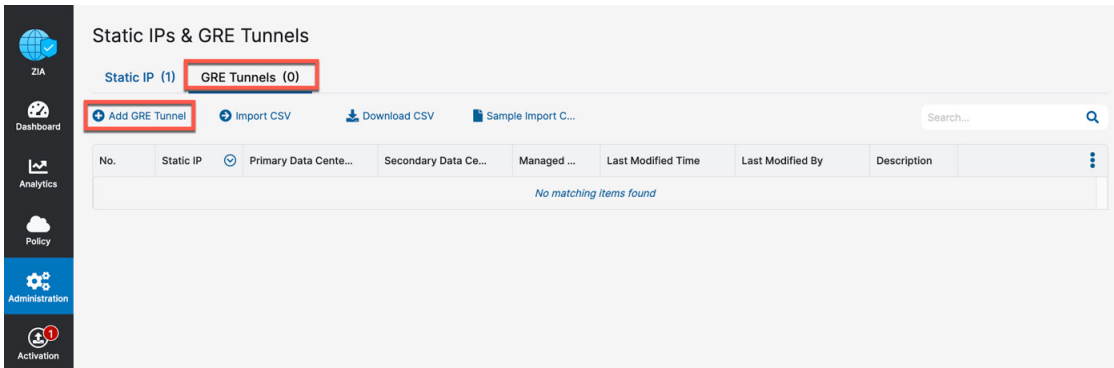 Static IPs & GRE Tunnels
ZIA
Static IP (1) GRE Tunnels (0)
Dashboard
Add GRE Tunnel Import CSV Download CSV Sample Import C... Search...
Analytics
No. Static IP Primary Data Cente... Secondary Data Ce... Managed ... Last Modified Time Last Modified By Description
No matching items found
Policy
Administration
1
Activation